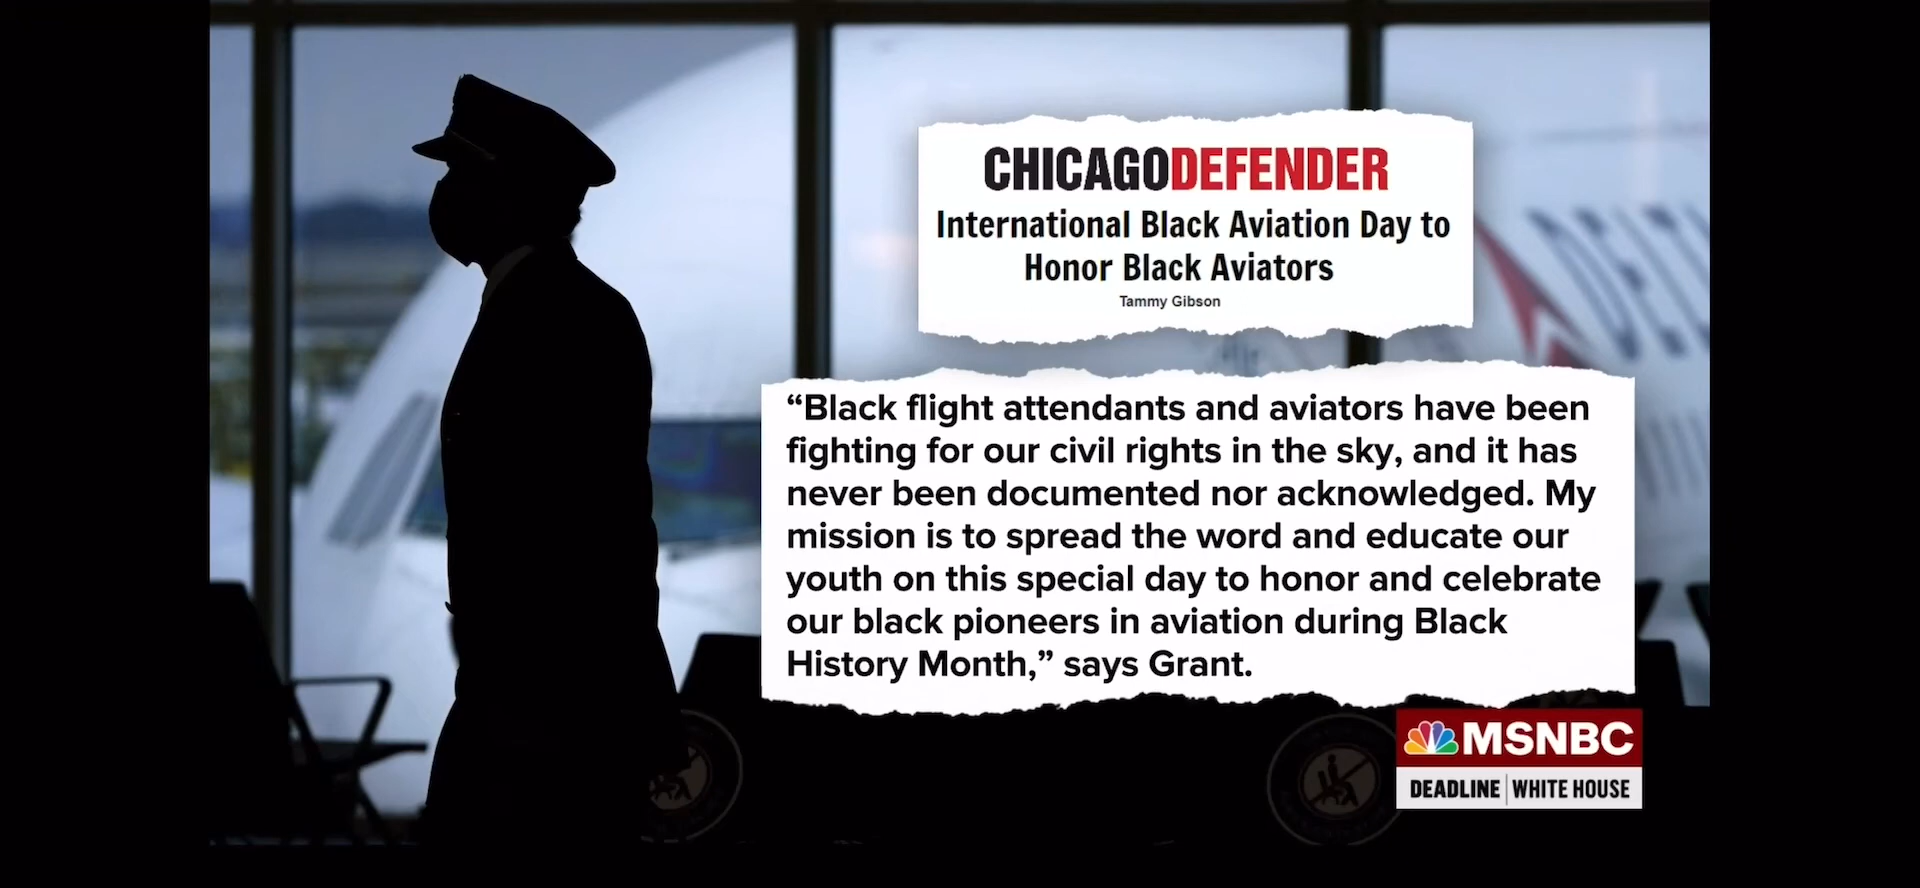 CHICAGODEFENDER
International Black Aviation Day to
Honor Black Aviators
Tammy Gibson
“Black flight attendants and aviators have been
fighting for our civil rights in the sky, and it has
never been documented nor acknowledged. My
mission is to spread the word and educate our
youth on this special day to honor and celebrate
our black pioneers in aviation during Black
History Month,” says Grant.
MSNBC
DEADLINE | WHITE HOUSE